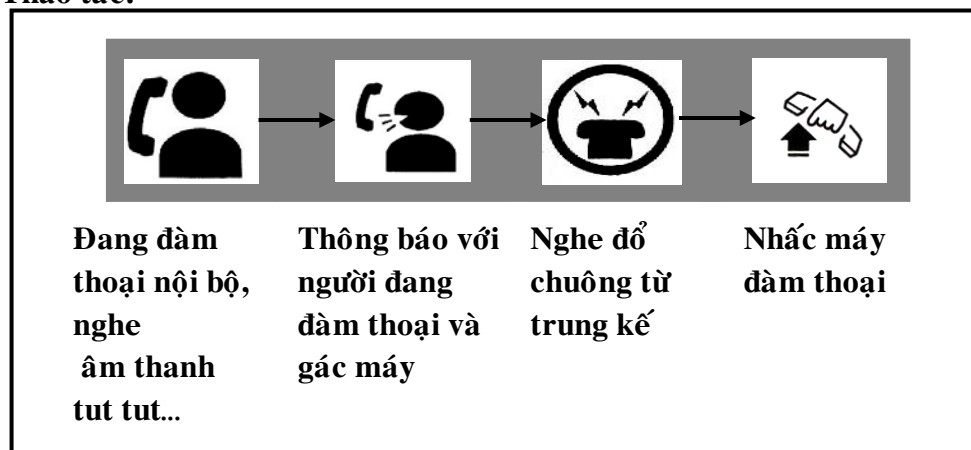 Thao tác:
Đang đàm
thoại nội bộ,
nghe
âm thanh
tut tut...
Thông báo với
người đang
đàm thoại và
gác máy
Nghe đổ
chuông từ
trung kế
Nhấc máy
đàm thoại